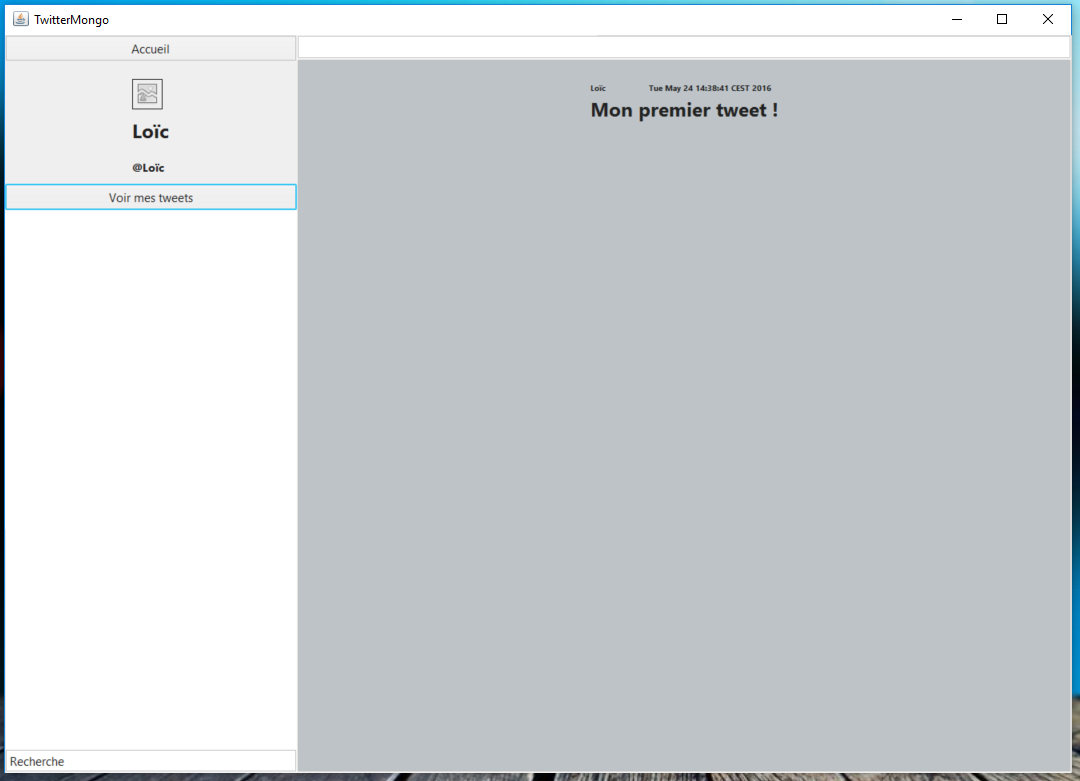 TwitterMongo
Accueil
Loïc
@Loïc
Voir mes tweets
Recherche
Loïc Tue May 24 14:38:41 CEST 2016
Mon premier tweet !